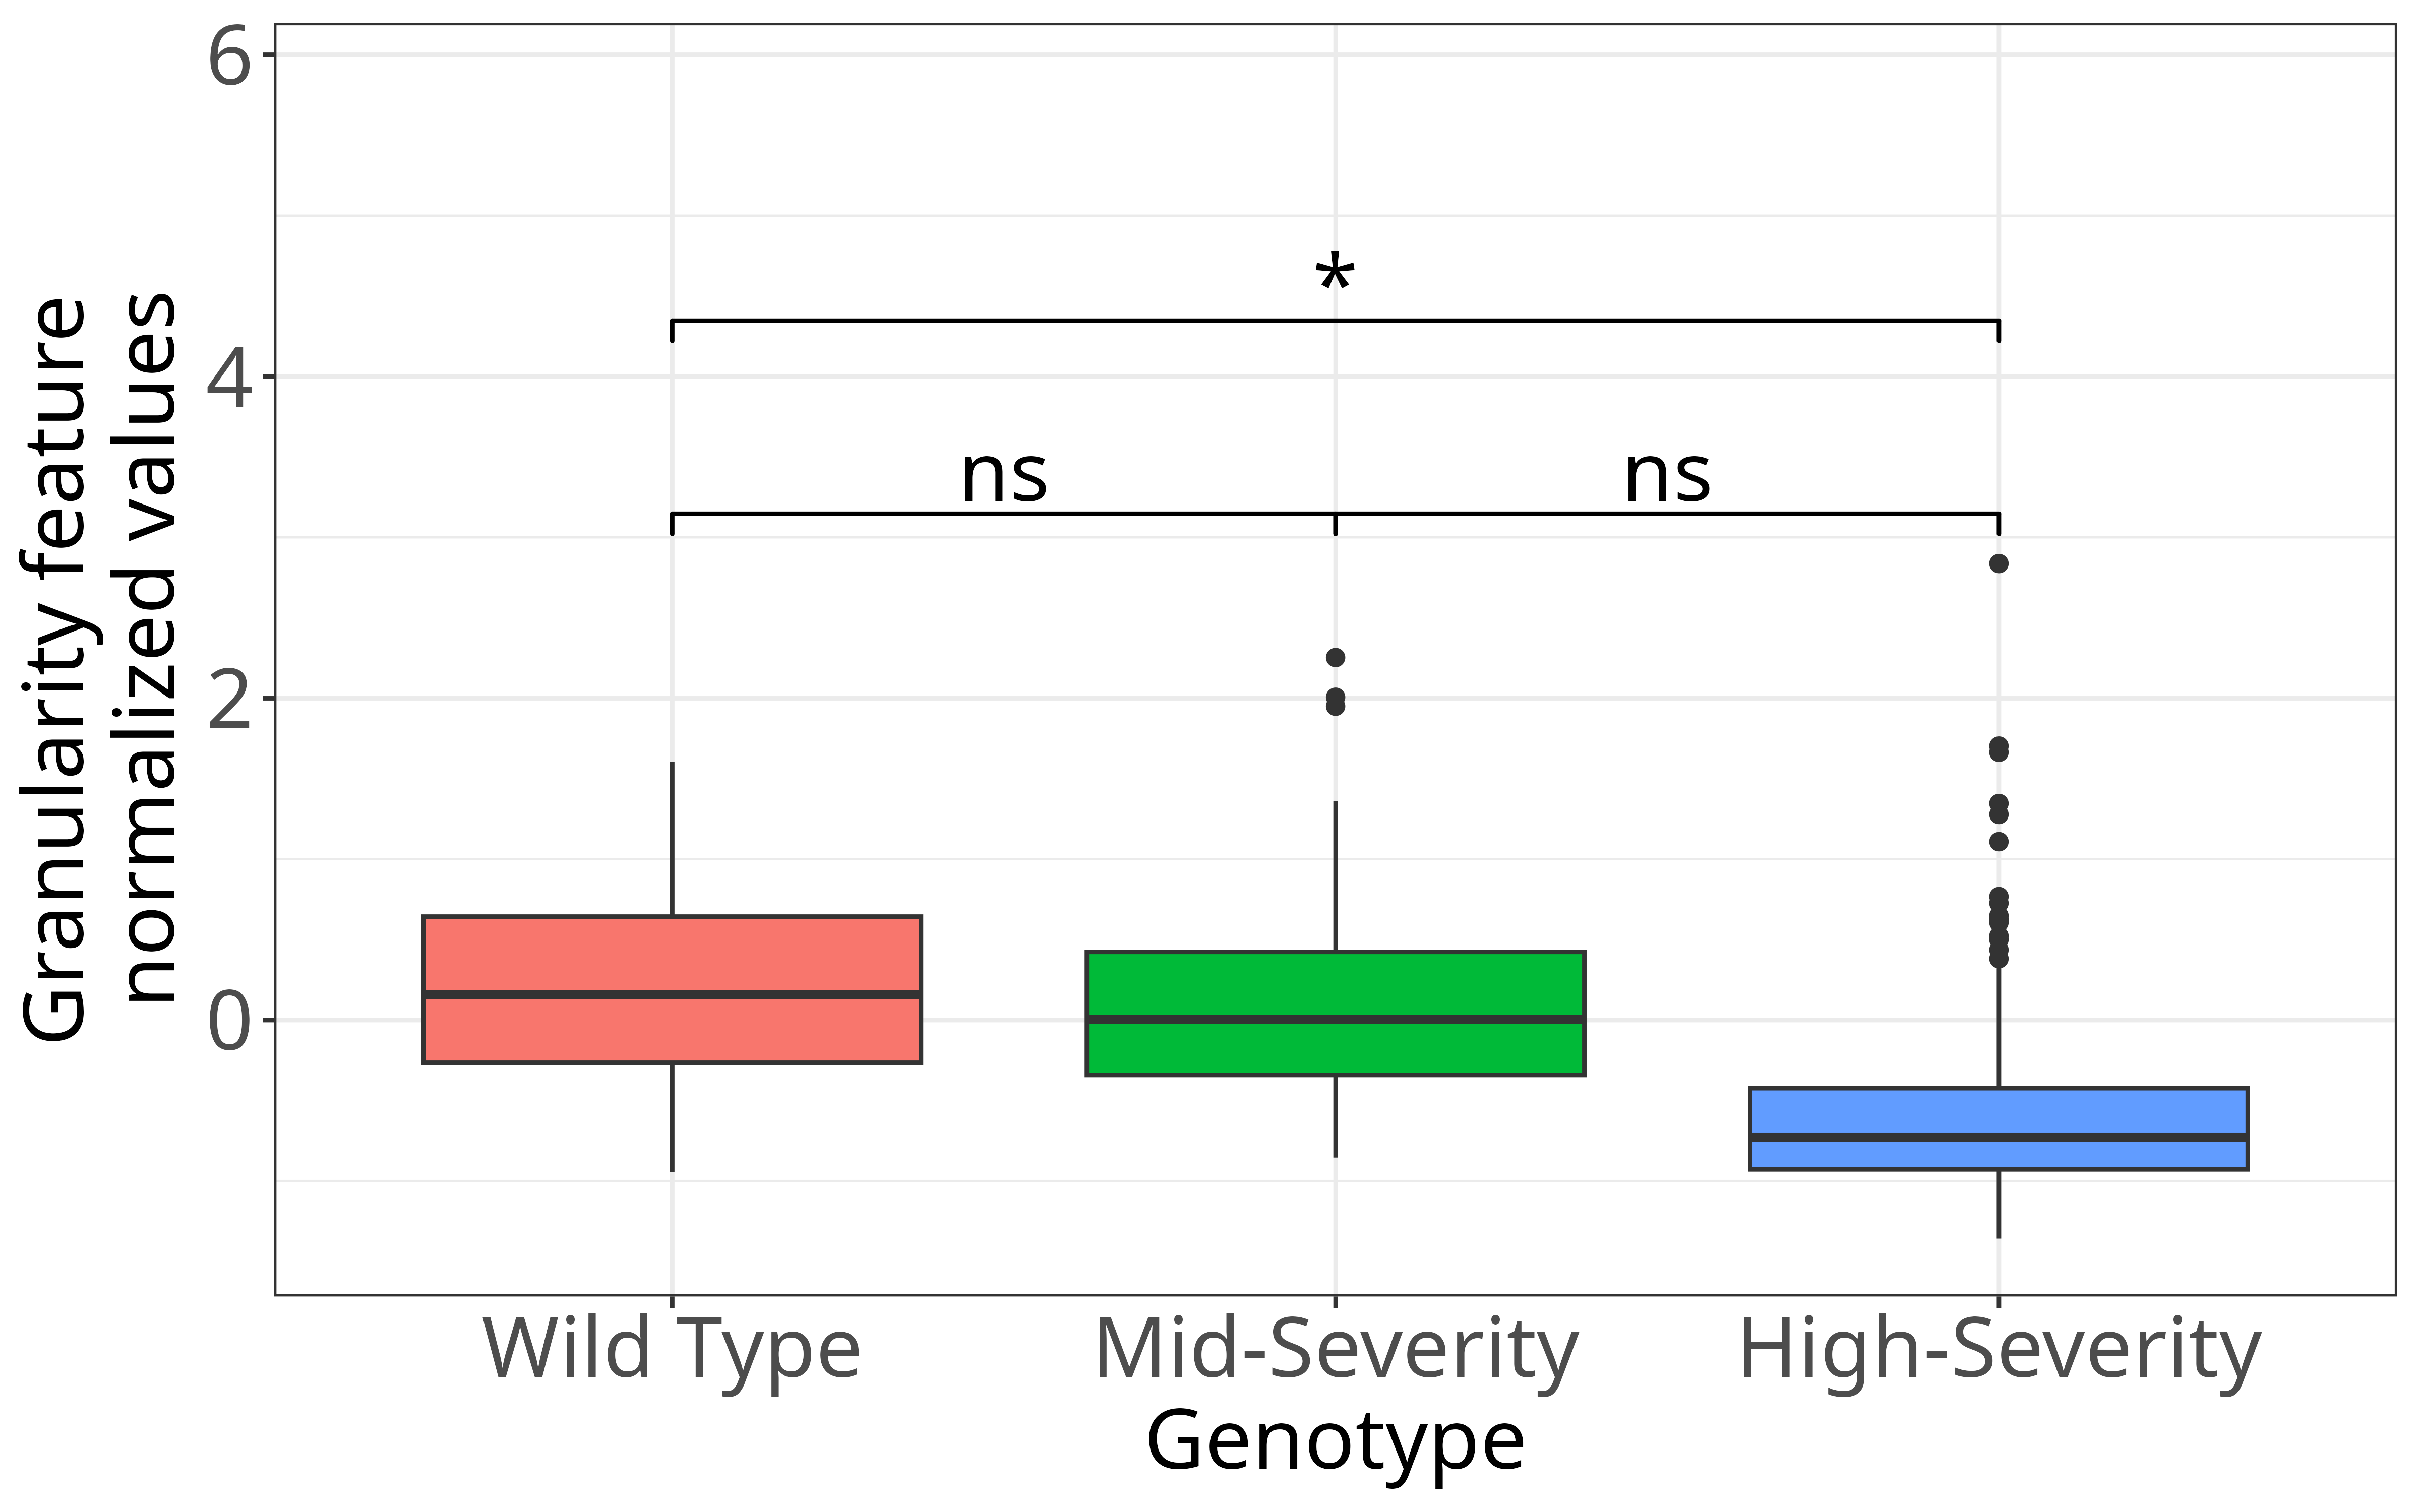 Granularity feature
normalized values
6
4
2
0
*
ns ns
Wild Type Mid-Severity High-Severity
Genotype